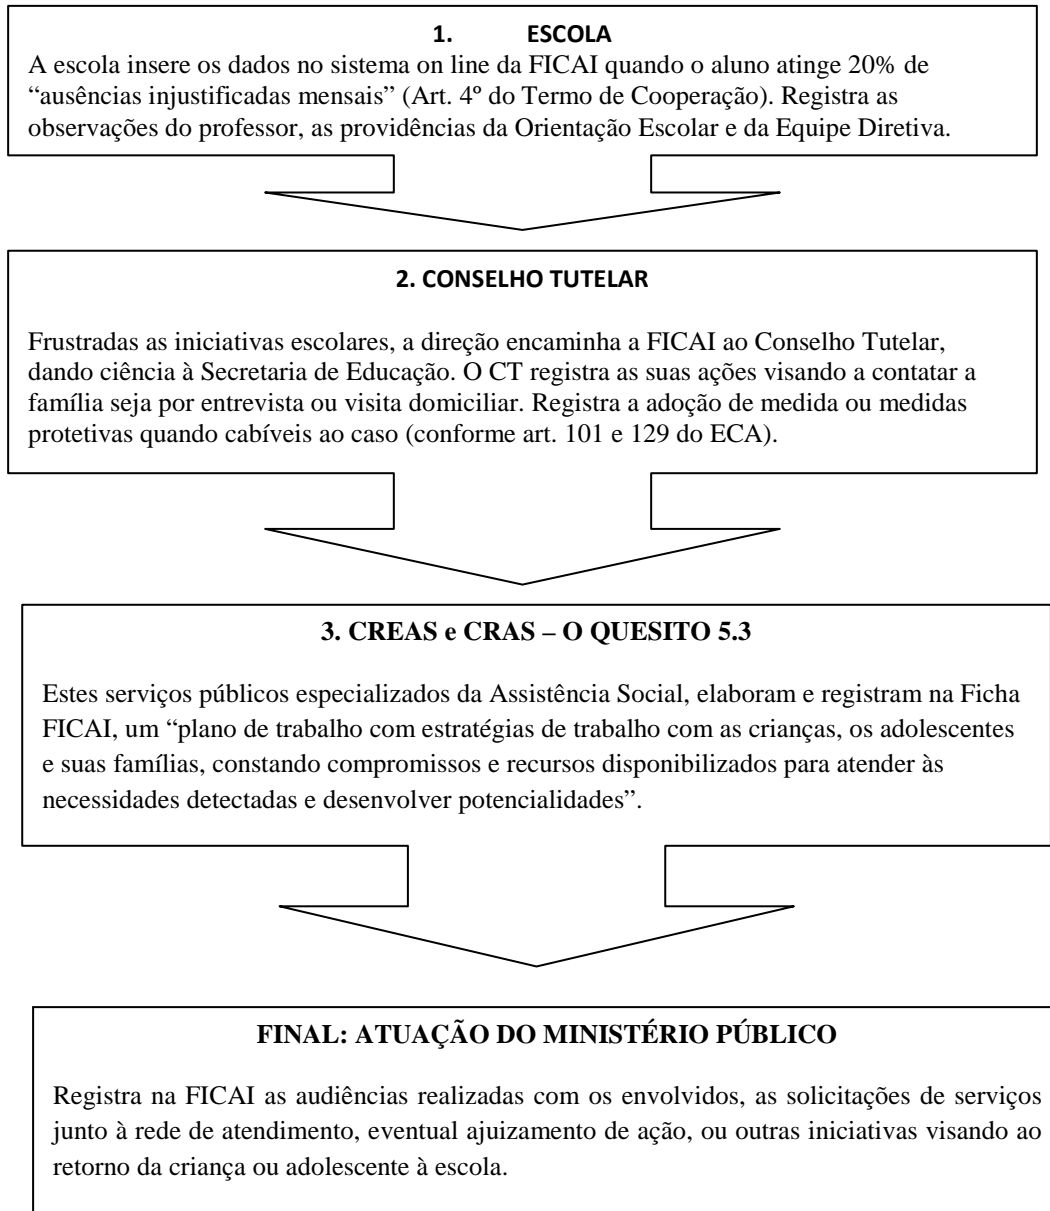 1. ESCOLA
A escola insere os dados no sistema on line da FICAI quando o aluno atinge 20% de
“ausências injustificadas mensais” (Art. 4º do Termo de Cooperação). Registra as
observações do professor, as providências da Orientação Escolar e da Equipe Diretiva.
2. CONSELHO TUTELAR
Frustradas as iniciativas escolares, a direção encaminha a FICAI ao Conselho Tutelar,
dando ciência à Secretaria de Educação. O CT registra as suas ações visando a contatar a
família seja por entrevista ou visita domiciliar. Registra a adoção de medida ou medidas
protetivas quando cabíveis ao caso (conforme art. 101 e 129 do ECA).
3. CREAS e CRAS – O QUESITO 5.3
Estes serviços públicos especializados da Assistência Social, elaboram e registram na Ficha
FICAI, um “plano de trabalho com estratégias de trabalho com as crianças, os adolescentes
e suas famílias, constando compromissos e recursos disponibilizados para atender às
necessidades detectadas e desenvolver potencialidades”.
FINAL: ATUAÇÃO DO MINISTÉRIO PÚBLICO
Registra na FICAI as audiências realizadas com os envolvidos, as solicitações de serviços
junto à rede de atendimento, eventual ajuizamento de ação, ou outras iniciativas visando ao
retorno da criança ou adolescente à escola.